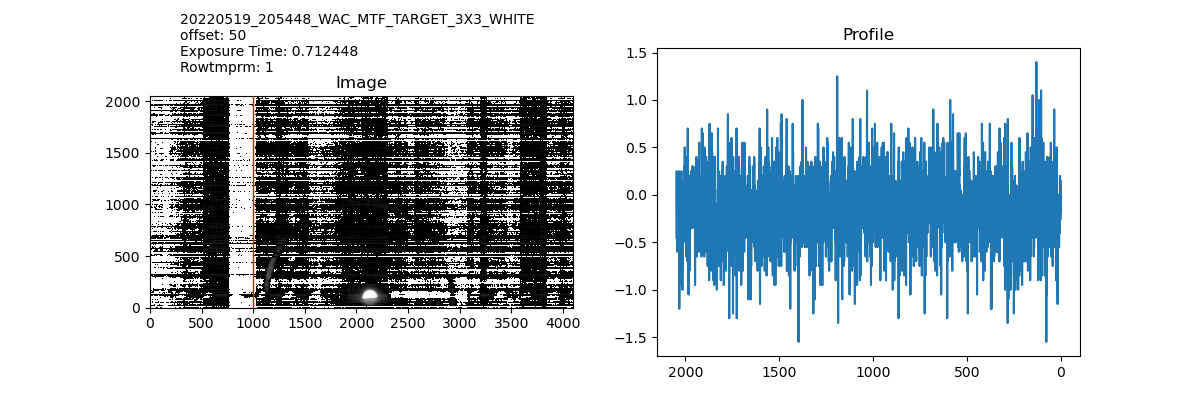 20220519_205448_WAC_MTF_TARGET_3X3_WHITE
offset: 50
Exposure Time: 0.712448
Rowtmprm: 1
Image
2000
1500
1000
500
0
0 500 1000 1500 2000 2500 3000 3500 4000
Profile
1.5
1.0
0.5
0.0
−0.5
−1.0
−1.5
2000 1500 1000 500 0